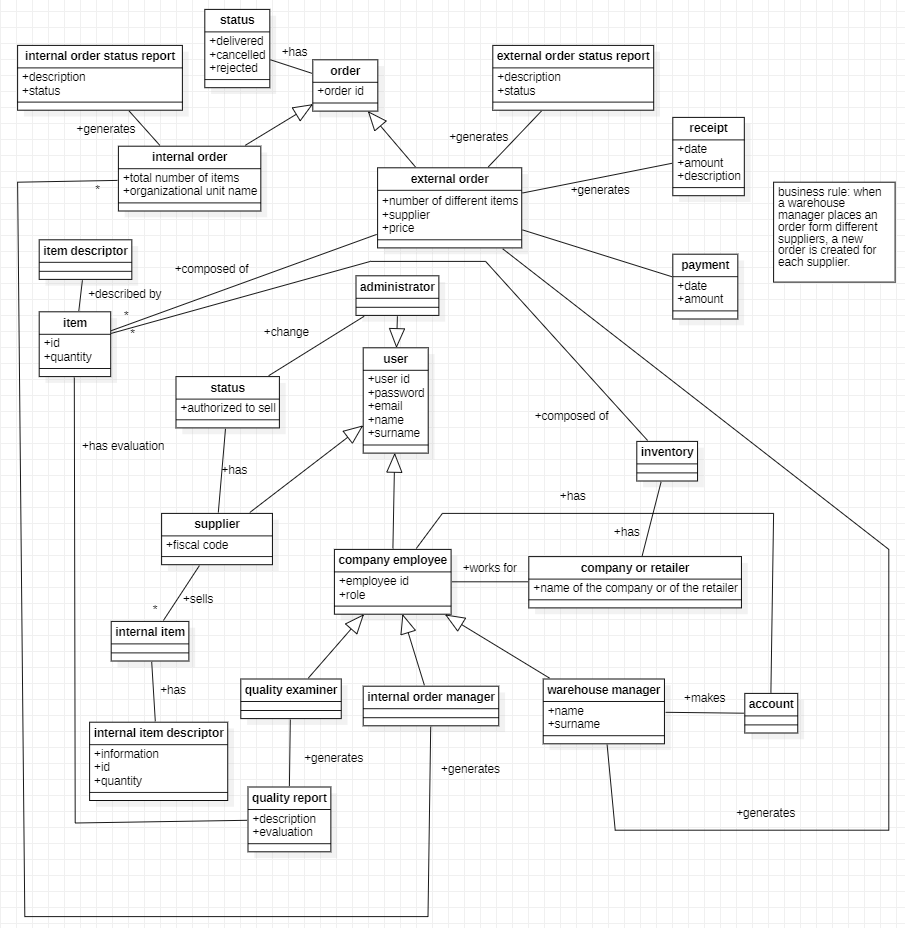 status
+delivered
+cancelled
+rejected
+has
internal order status report
+description
+status
order
+order id
external order status report
+description
+status
+generates
+generates
receipt
+date
+amount
+description
internal order
+total number of items
+organizational unit name
*
external order
+number of different items
+supplier
+price
+generates
business rule: when
a warehouse
manager places an
order form different
suppliers, a new
order is created for
each supplier.
item descriptor
+described by
+composed of
administrator
payment
+date
+amount
item
+id
+quantity
*
*
+change
user
+user id
+password
+email
+name
+surname
status
+authorized to sell
+composed of
+has evaluation
+has
inventory
+has
+has
supplier
+fiscal code
company employee
+employee id
+role
+works for
company or retailer
+name of the company or of the retailer
*
+sells
internal item
+has
quality examiner
internal order manager
warehouse manager
+name
+surname
+makes
account
internal item descriptor
+information
+id
+quantity
+generates
+generates
quality report
+description
+evaluation
+generates